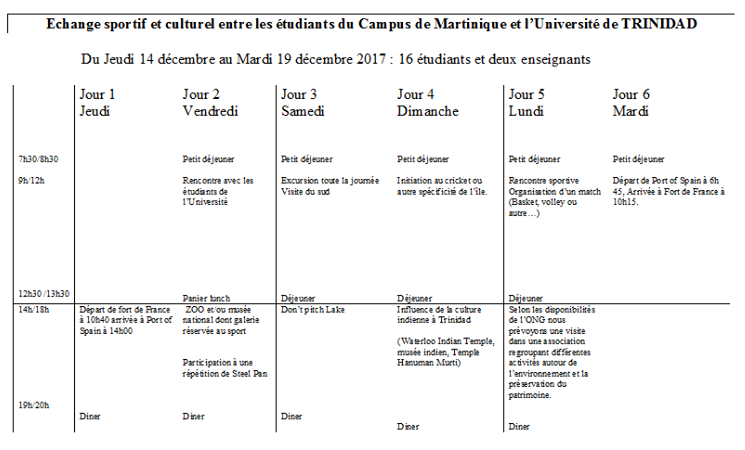 Echange sportif et culturel entre les étudiants du Campus de Martinique et l’Université de TRINIDAD
Du Jeudi 14 décembre au Mardi 19 décembre 2017 : 16 étudiants et deux enseignants
Jour 1
Jeudi
Jour 2
Vendredi
Jour 3
Samedi
Jour 4
Dimanche
Jour 5
Lundi
Jour 6
Mardi
7h30/8h30
Petit déjeuner
Petit déjeuner
Petit déjeuner
Petit déjeuner
Petit déjeuner
9h/12h
Rencontre avec les
étudiants de
l’Université
Excursion toute la journée
Visite du sud
Initiation au cricket ou
autre spécificité de l’île.
Rencontre sportive
Organisation d’un match
(Basket, volley ou
autre…)
Départ de Port of Spain à 6h
45, Arrivée à Fort de France à
10h15.
12h30 /13h30
Panier lunch
Déjeuner
Déjeuner
Déjeuner
14h/18h
Départ de fort de France
à 10h40 arrivée à Port of
Spain à 14h00
ZOO et/ou musée
national dont galerie
réservée au sport
Participation à une
répétition de Steel Pan
Don’t pitch Lake
Influence de la culture
indienne à Trinidad
(Waterloo Indian Temple,
musée indien, Temple
Hanuman Murti)
Selon les disponibilités
de l’ONG nous
prévoyons une visite
dans une association
regroupant différentes
activités autour de
l’environnement et la
préservation du
patrimoine.
19h/20h
Diner
Diner
Diner
Diner
Diner